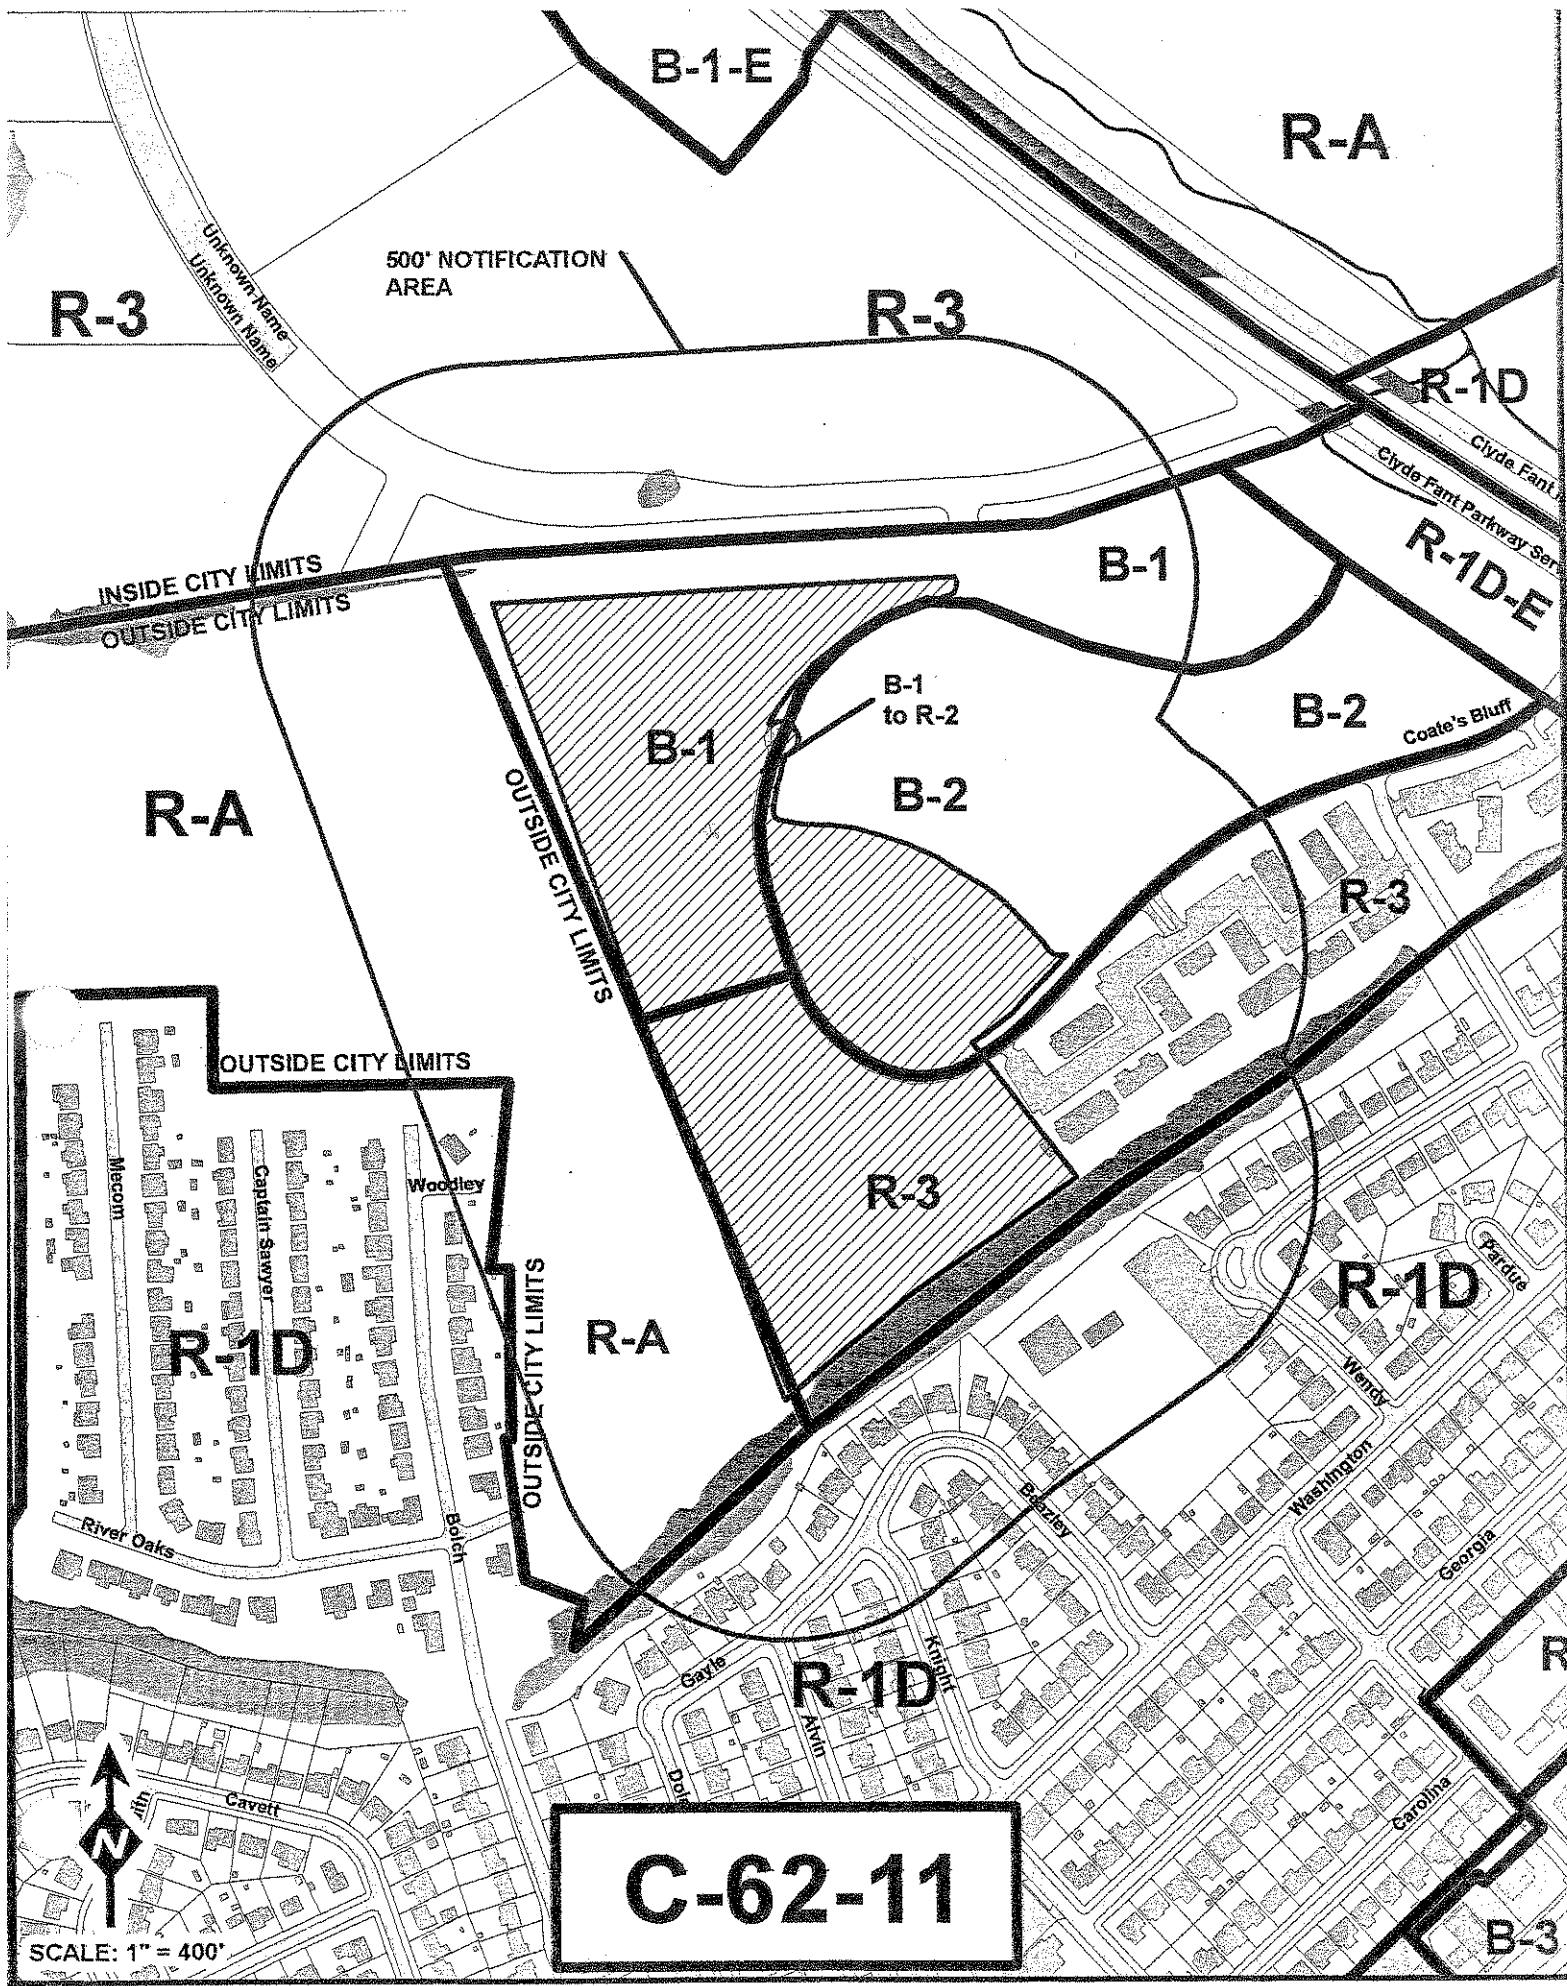 B-1-E
R-A
Unknown Name
Unknown Name
500' NOTIFICATION
AREA
R-3
R-3
R-1D
Clyde Fant
Clyde Fant Parkway Ser
R-1D-E
B-1
INSIDE CITY LIMITS
OUTSIDE CITY LIMITS
B-1
to R-2
B-2
Coate's Bluff
B-1
B-2
R-A
OUTSIDE CITY LIMITS
R-3
OUTSIDE CITY LIMITS
Mecom
Captain Sawyer
Woodley
R-3
R-1D
Pardue
R-1D
R-A
OUTSIDE CITY LIMITS
Wendy
River Oaks
Boich
Beazley
Washington
Georgia
Gayle
Knight
R-1D
R
Alvin
Dol
Cavett
ith
Carolina
N
C-62-11
B-3
SCALE: 1" = 400'